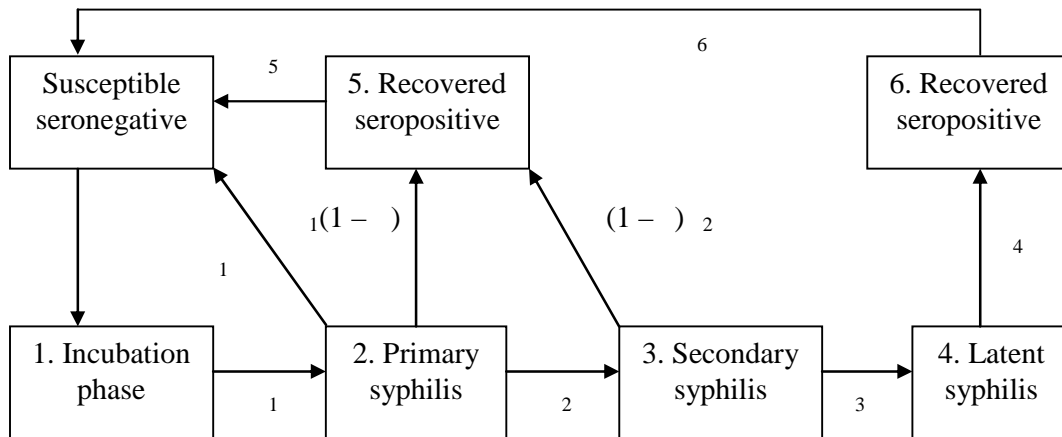 6
5
Susceptible
seronegative
5. Recovered
seropositive
6. Recovered
seropositive
1(1 – )
(1 – ) 2
1
4
1. Incubation
phase
2. Primary
syphilis
3. Secondary
syphilis
4. Latent
syphilis
1
2
3